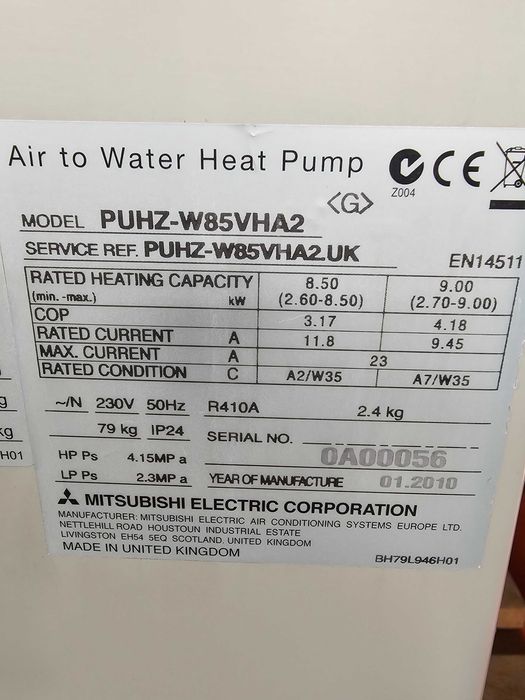 Air to Water Heat Pump
Z004
CE
<G>
MODEL PUHZ-W85VHA2
SERVICE REF. PUHZ-W85VHA2.UK
EN14511
RATED HEATING CAPACITY 8.50 9.00
(min. -max.) kW (2.60-8.50) (2.70-9.00)
COP 3.17 4.18
RATED CURRENT A 11.8 9.45
MAX. CURRENT A 23
RATED CONDITION C A2/W35 A7/W35
~/N 230V 50Hz R410A 2.4 kg
79 kg IP24 SERIAL NO. 0A00056
HP Ps 4.15MP a
LP Ps 2.3MP a YEAR OF MANUFACTURE 01.2010
MITSUBISHI ELECTRIC CORPORATION
MANUFACTURER: MITSUBISHI ELECTRIC AIR CONDITIONING SYSTEMS EUROPE LTD.
NETTLEHILL ROAD HOUSTOUN INDUSTRIAL ESTATE
LIVINGSTON EH54 5EQ SCOTLAND. UNITED KINGDOM
MADE IN UNITED KINGDOM
BH79L946H01
g
kg
H01